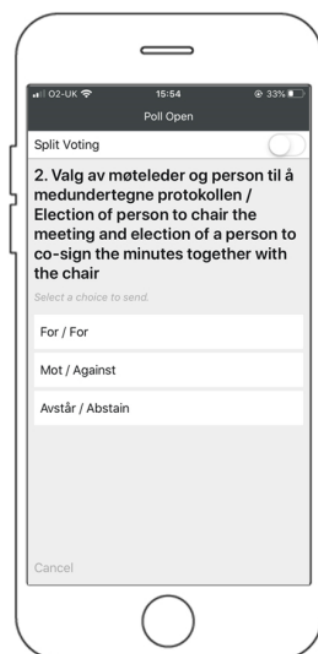 O2-UK 15:54 33%
Poll Open
Split Voting
2. Valg av møteleder og person til å
medundertegne protokollen /
Election of person to chair the
meeting and election of a person to
co-sign the minutes together with
the chair
Select a choice to send.
For / For
Mot / Against
Avstår / Abstain
Cancel